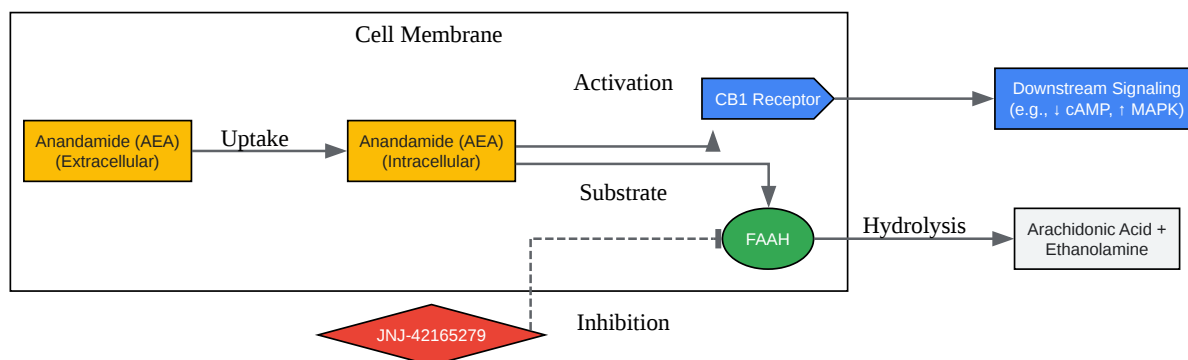 Cell Membrane
Activation
CB1 Receptor
Downstream Signaling
(e.g., ↓ cAMP, ↑ MAPK)
Anandamide (AEA)
(Extracellular)
Uptake
Anandamide (AEA)
(Intracellular)
Substrate
FAAH
Hydrolysis
Arachidonic Acid +
Ethanolamine
JNJ-42165279
Inhibition